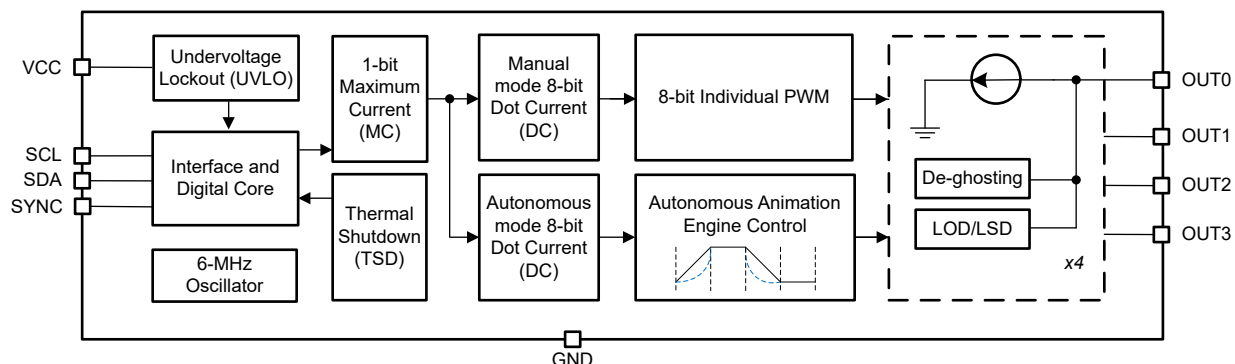 VCC
SCL
SDA
SYNC
Undervoltage
Lockout (UVLO)
Interface and
Digital Core
6-MHz
Oscillator
1-bit
Maximum
Current
(MC)
Thermal
Shutdown
(TSD)
Manual
mode 8-bit
Dot Current
(DC)
Autonomous
mode 8-bit
Dot Current
(DC)
8-bit Individual PWM
Autonomous Animation
Engine Control
De-ghosting
LOD/LSD
x4
OUT0
OUT1
OUT2
OUT3
GND